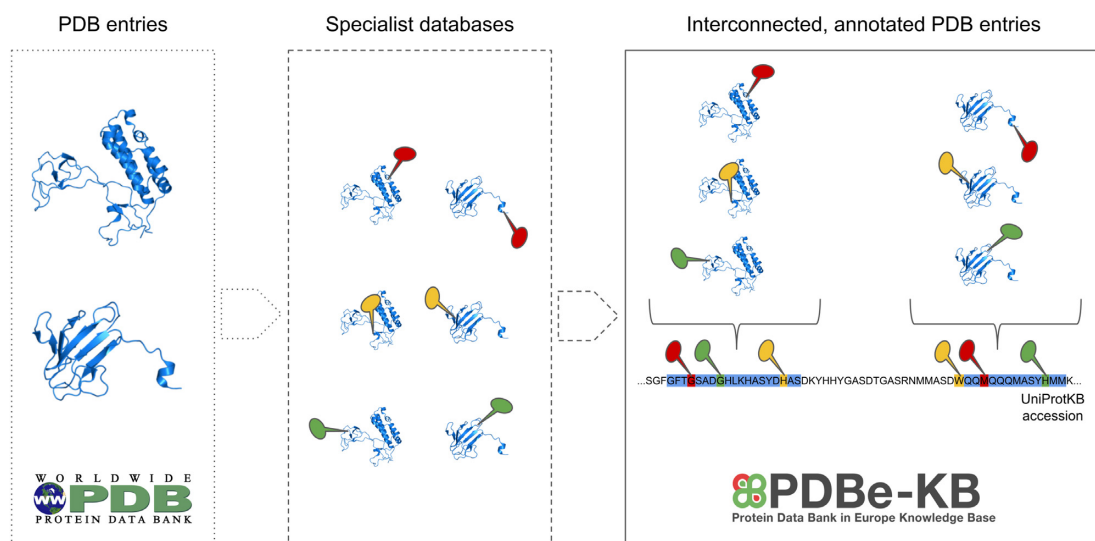 PDB entries
Specialist databases
Interconnected, annotated PDB entries
...SGFGFTGSADGHLKHASYDHASDKYHHYGASDTGASRNMMASDWQQMQQQMASYHMMK...
UniProtKB
accession
WORLDWIDE
WW PDB
PROTEIN DATA BANK
PDBe-KB
Protein Data Bank in Europe Knowledge Base